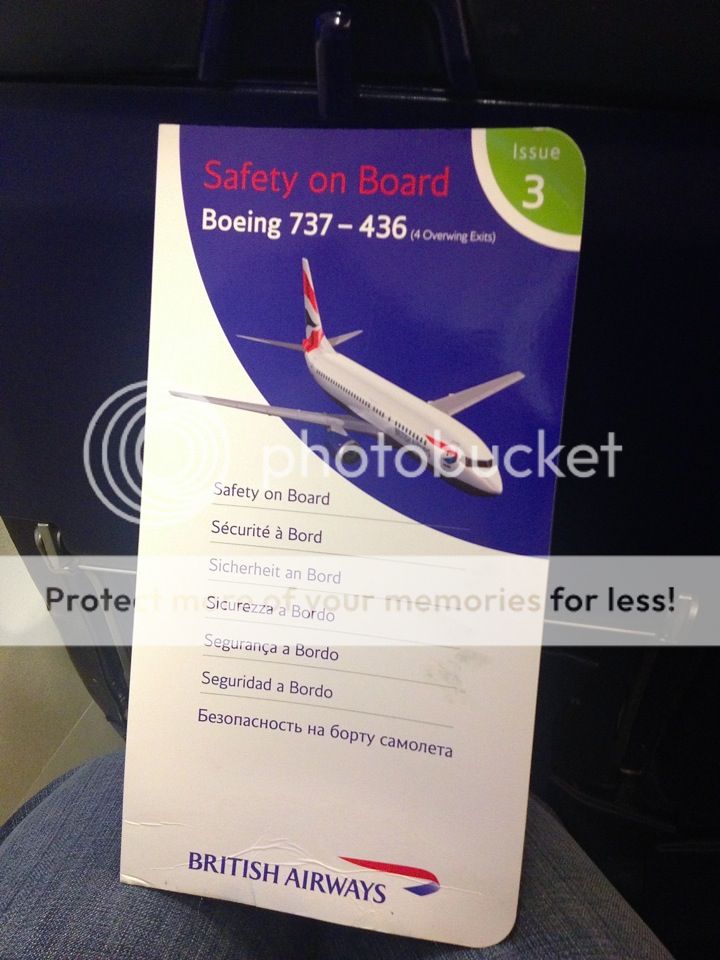 Issue
3
Safety on Board
Boeing 737 – 436 (4 Overwing Exits)
photobucket
Safety on Board
Sécurité à Bord
Sicherheit an Bord
Protect more of your memories for less!
Sicurezza a Bordo
Segurança a Bordo
Seguridad a Bordo
Безопасность на борту самолета
BRITISH AIRWAYS